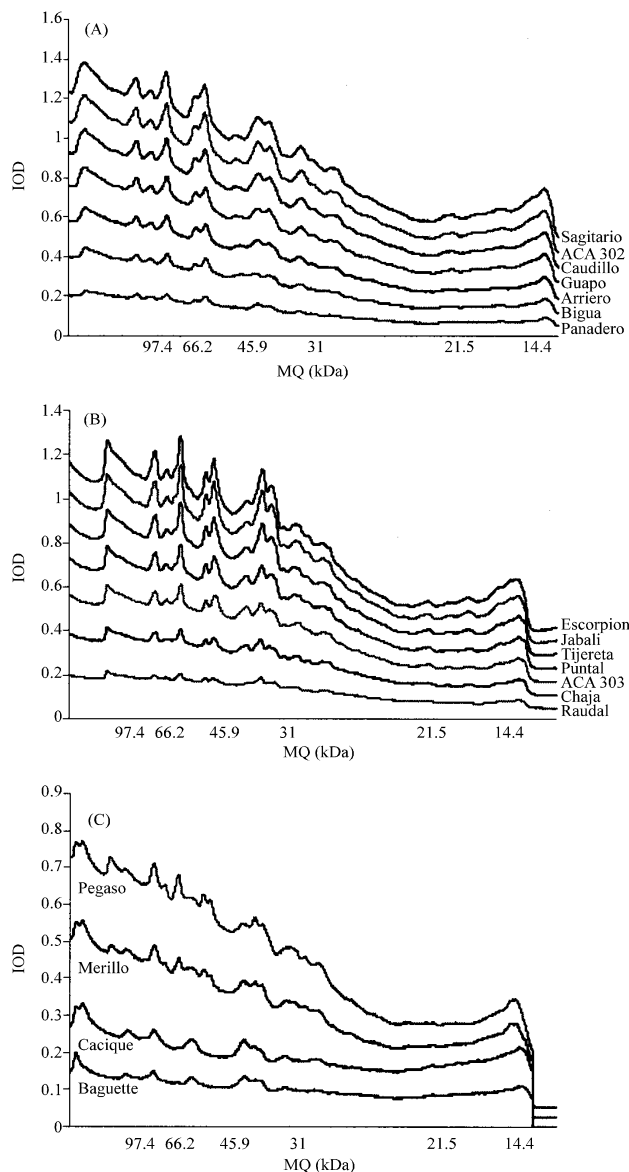 (A)
1.6
1.4
1.2
1
0.8
0.6
0.4
0.2
0
IOD
Sagitario
ACA 302
Caudillo
Guapo
Arriero
Bigua
Panadero
97.4 66.2 45.9 31 21.5 14.4
MQ (kDa)
(B)
1.4
1.2
1
0.8
0.6
0.4
0.2
0
IOD
Escorpion
Jabali
Tijereta
Puntal
ACA 303
Chaja
Raudal
97.4 66.2 45.9 31 21.5 14.4
MQ (kDa)
(C)
0.9
0.8
0.7
0.6
0.5
0.4
0.3
0.2
0.1
0
IOD
Pegaso
Merillo
Cacique
Baguette
97.4 66.2 45.9 31 21.5 14.4
MQ (kDa)